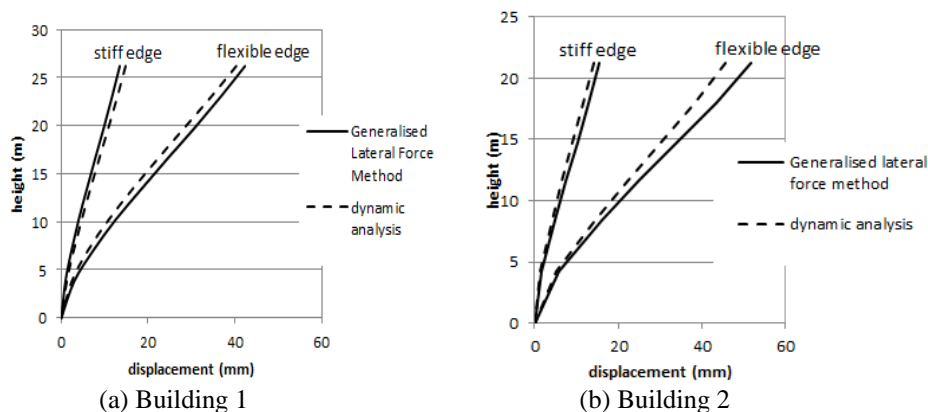 30
25
20
15
10
5
0
height (m)
stiff edge
flexible edge
0
20
40
60
displacement (mm)
Generalised
Lateral Force
Method
dynamic
analysis
(a) Building 1
25
20
15
10
5
0
height (m)
stiff edge
flexible edge
0
20
40
60
displacement (mm)
Generalised lateral
force method
dynamic analysis
(b) Building 2